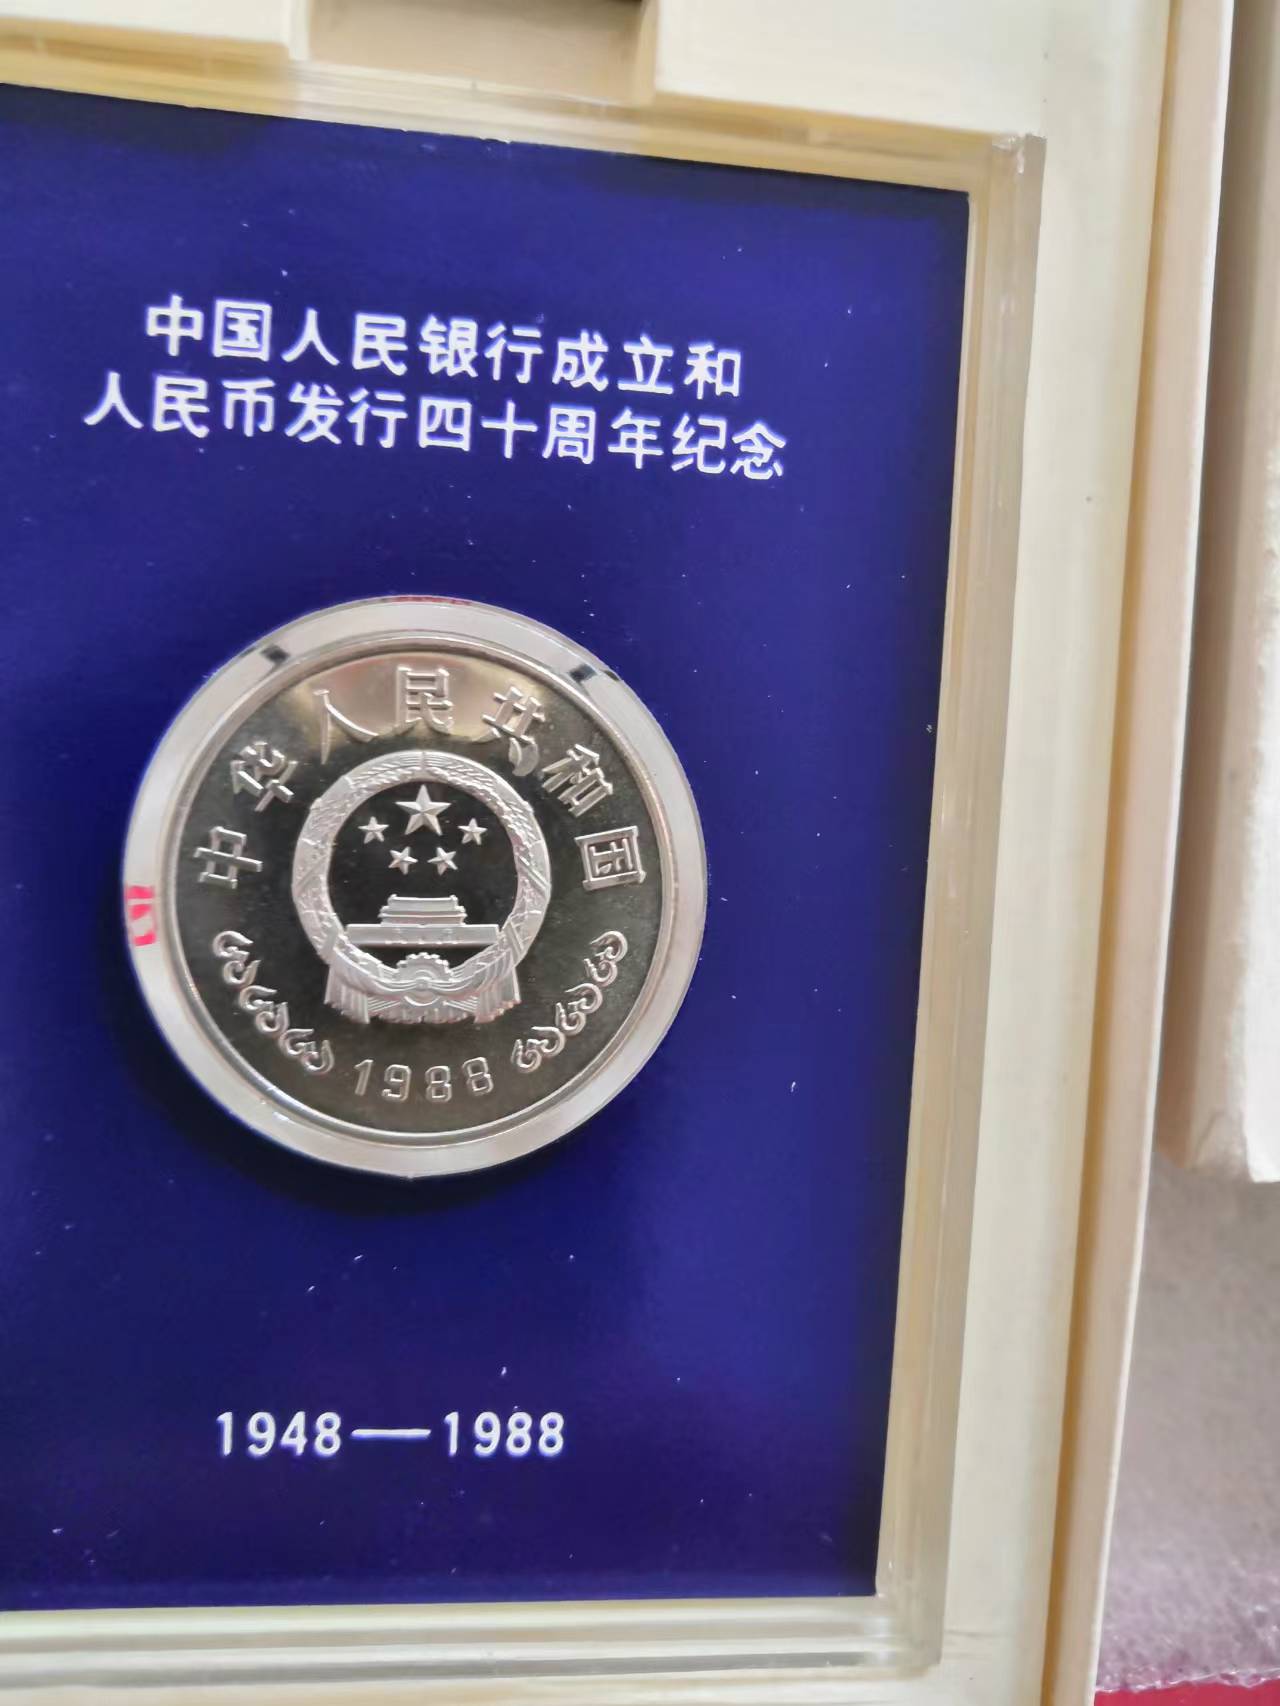 中国人民银行成立和
人民币发行四十周年纪念
中华人民共和国
1988
1948—1988